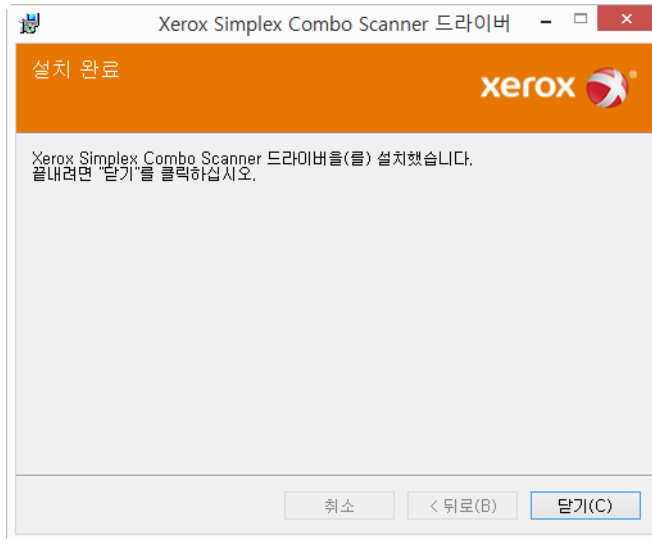 Xerox Simplex Combo Scanner 드라이버
설치 완료
xerox
Xerox Simplex Combo Scanner 드라이버을(를) 설치했습니다.
끝내려면 "닫기"를 클릭하십시오.
취소
< 뒤로(B)
닫기(C)